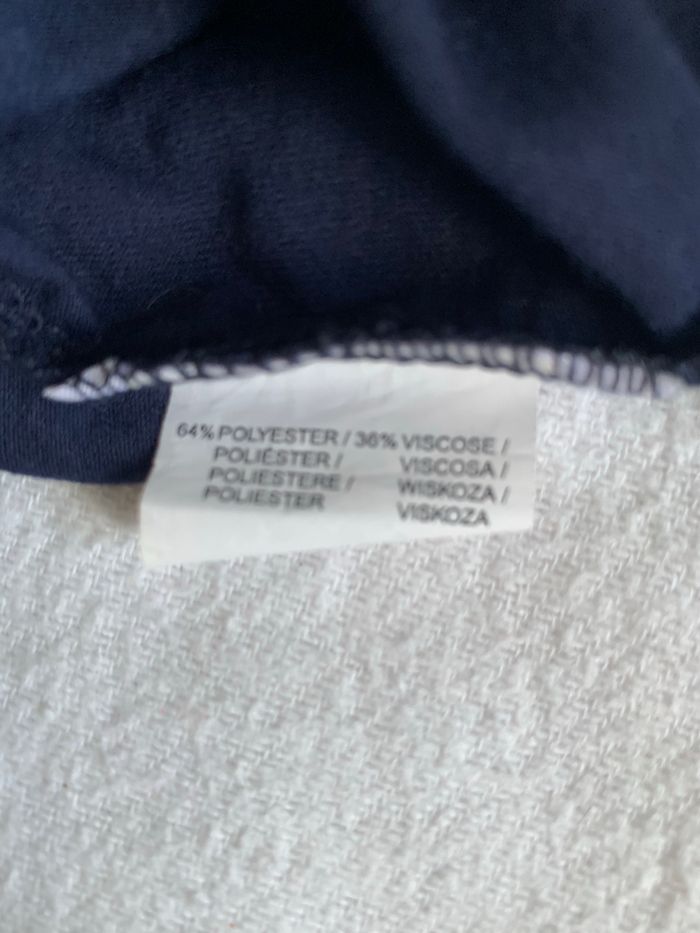 64% POLYESTER / 36% VISCOSE /
POLIÉSTER / VISCOSA /
POLIESTERE / WISKOZA /
POLIESTER VISKOZA